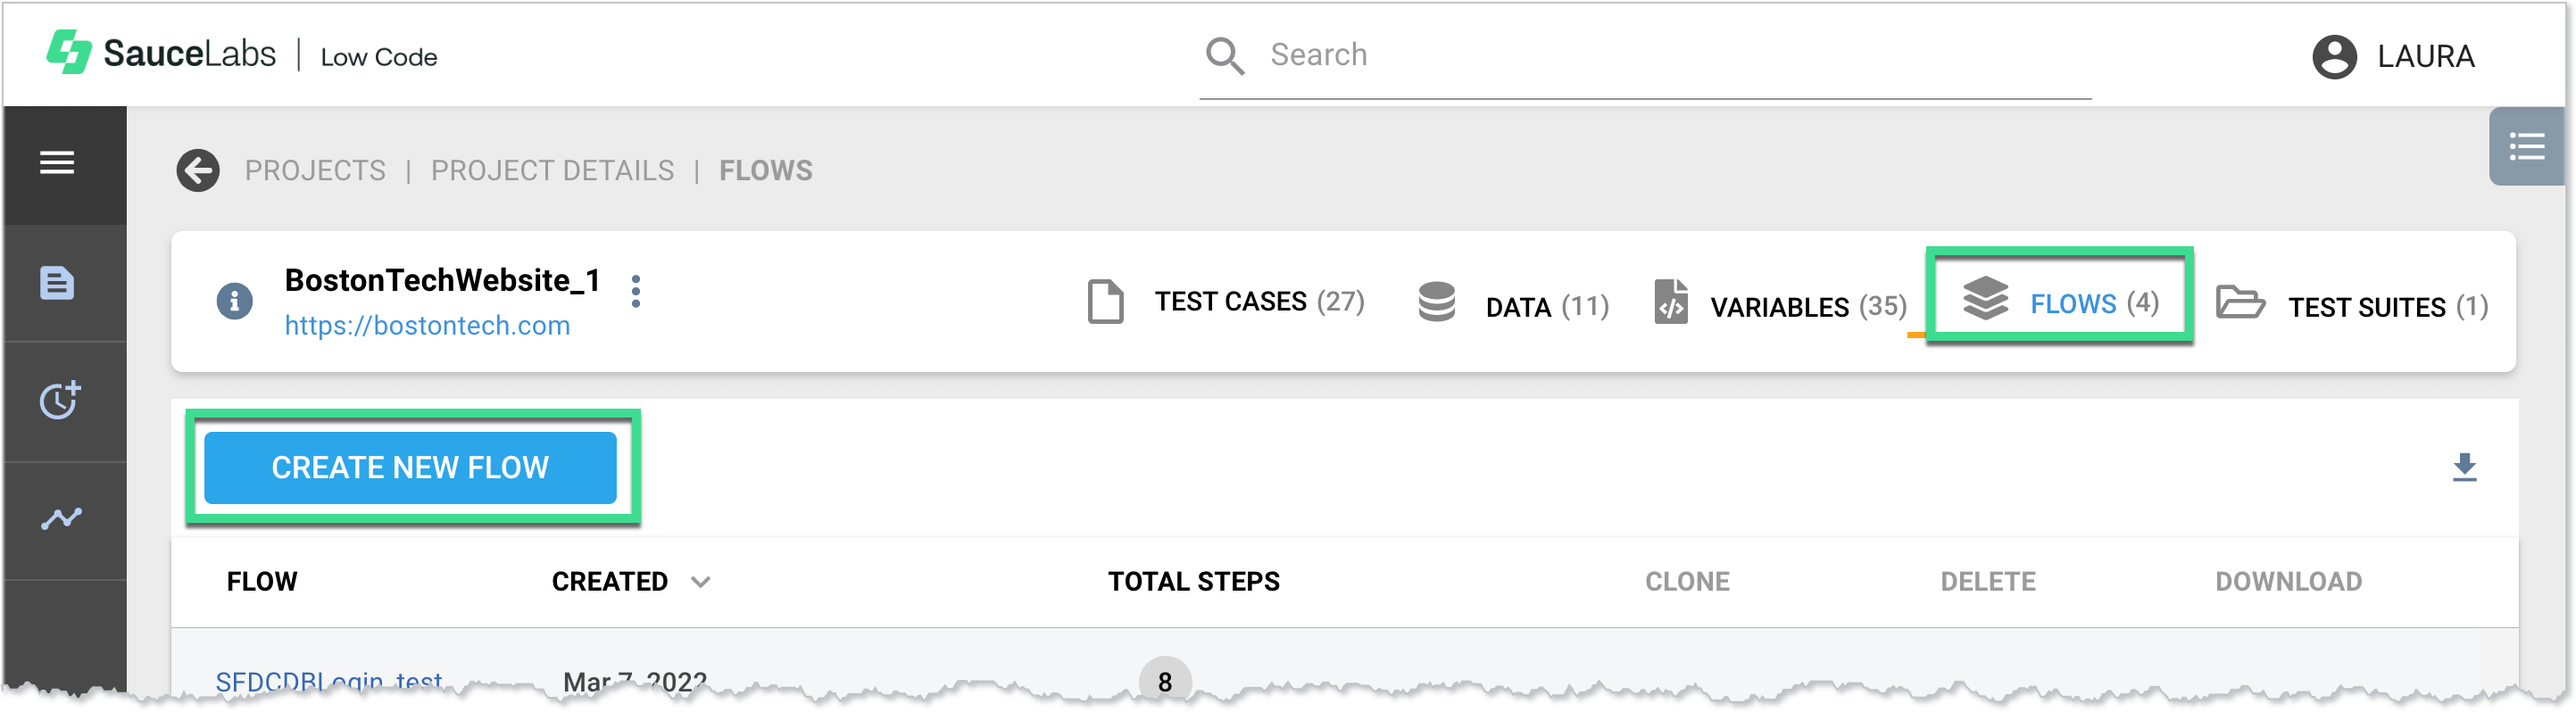 SauceLabs | Low Code
Search
LAURA
PROJECTS | PROJECT DETAILS | FLOWS
BostonTechWebsite_1
https://bostontech.com
TEST CASES (27)
DATA (11)
VARIABLES (35)
FLOWS (4)
TEST SUITES (1)
CREATE NEW FLOW
FLOW CREATED TOTAL STEPS CLONE DELETE DOWNLOAD
SFDCDBLogin_test Mar 7, 2022 8